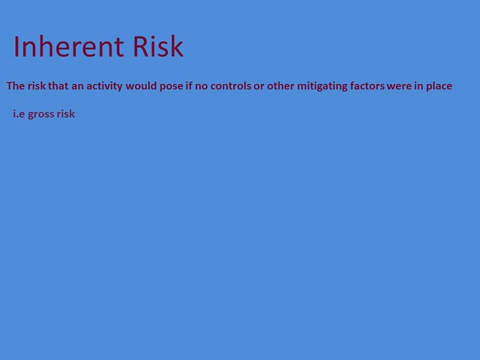 Inherent Risk
The risk that an activity would pose if no controls or other mitigating factors were in place
i.e gross risk